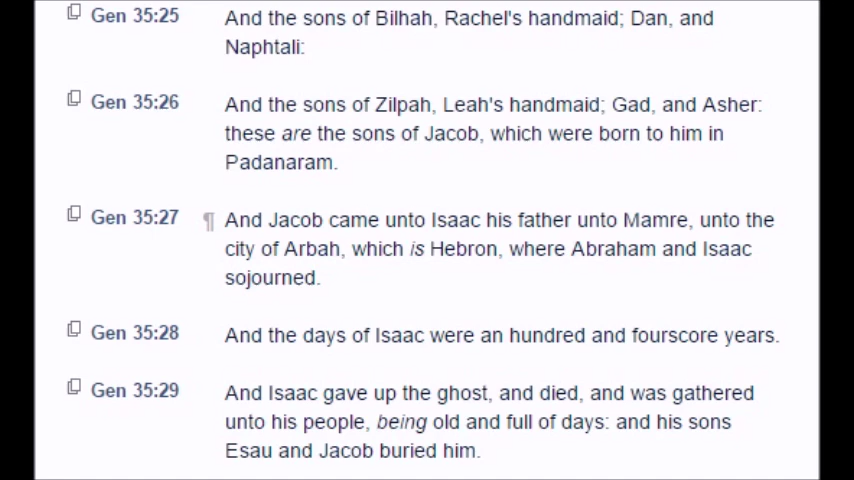 Gen 35:25 And the sons of Bilhah, Rachel's handmaid; Dan, and
Naphtali:
Gen 35:26 And the sons of Zilpah, Leah's handmaid; Gad, and Asher:
these are the sons of Jacob, which were born to him in
Padanaram.
Gen 35:27 ¶ And Jacob came unto Isaac his father unto Mamre, unto the
city of Arbah, which is Hebron, where Abraham and Isaac
sojourned.
Gen 35:28 And the days of Isaac were an hundred and fourscore years.
Gen 35:29 And Isaac gave up the ghost, and died, and was gathered
unto his people, being old and full of days: and his sons
Esau and Jacob buried him.